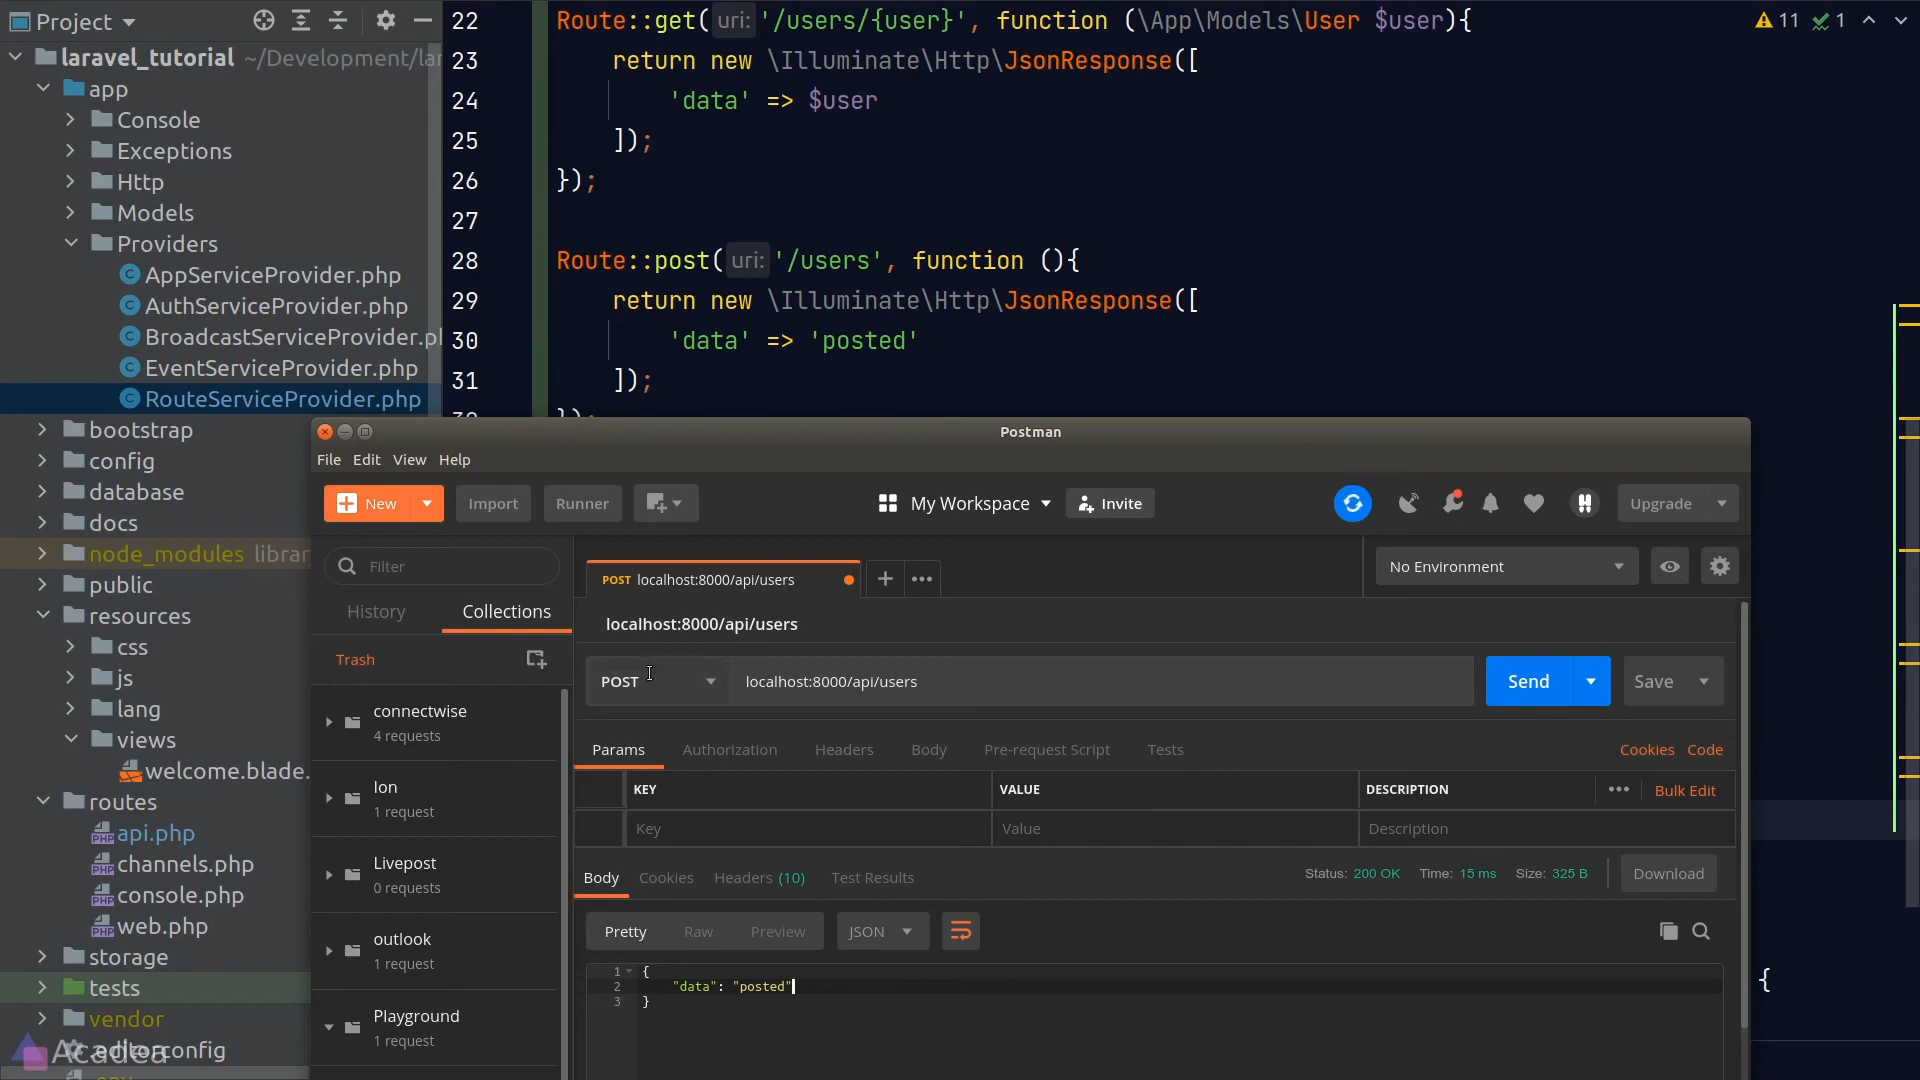 Project
laravel_tutorial ~/Development/la
app
Console
Exceptions
Http
Models
Providers
AppServiceProvider.php
AuthServiceProvider.php
BroadcastServiceProvider.p
EventServiceProvider.php
RouteServiceProvider.php
bootstrap
config
database
docs
node_modules librar
public
resources
css
js
lang
views
welcome.blade.
routes
api.php
channels.php
console.php
web.php
storage
tests
vendor
.editorconfig
Acadea
22 Route::get( uri: '/users/{user}', function (\App\Models\User $user){
23 return new \Illuminate\Http\JsonResponse([
24 'data' => $user
25 ]);
26 });
27
28 Route::post( uri: '/users', function (){
29 return new \Illuminate\Http\JsonResponse([
30 'data' => 'posted'
31 ]);
11 1
{
Postman
File Edit View Help
New Import Runner My Workspace Invite Upgrade
Filter
History Collections
Trash
connectwise
4 requests
Ion
1 request
Livepost
0 requests
outlook
1 request
Playground
1 request
POST localhost:8000/api/users + ••• No Environment
localhost:8000/api/users
POST localhost:8000/api/users Send Save
Params Authorization Headers Body Pre-request Script Tests Cookies Code
KEY VALUE DESCRIPTION ••• Bulk Edit
Key Value Description
Body Cookies Headers (10) Test Results Status: 200 OK Time: 15 ms Size: 325 B Download
Pretty Raw Preview JSON
1 {
2 "data": "posted"
3 }